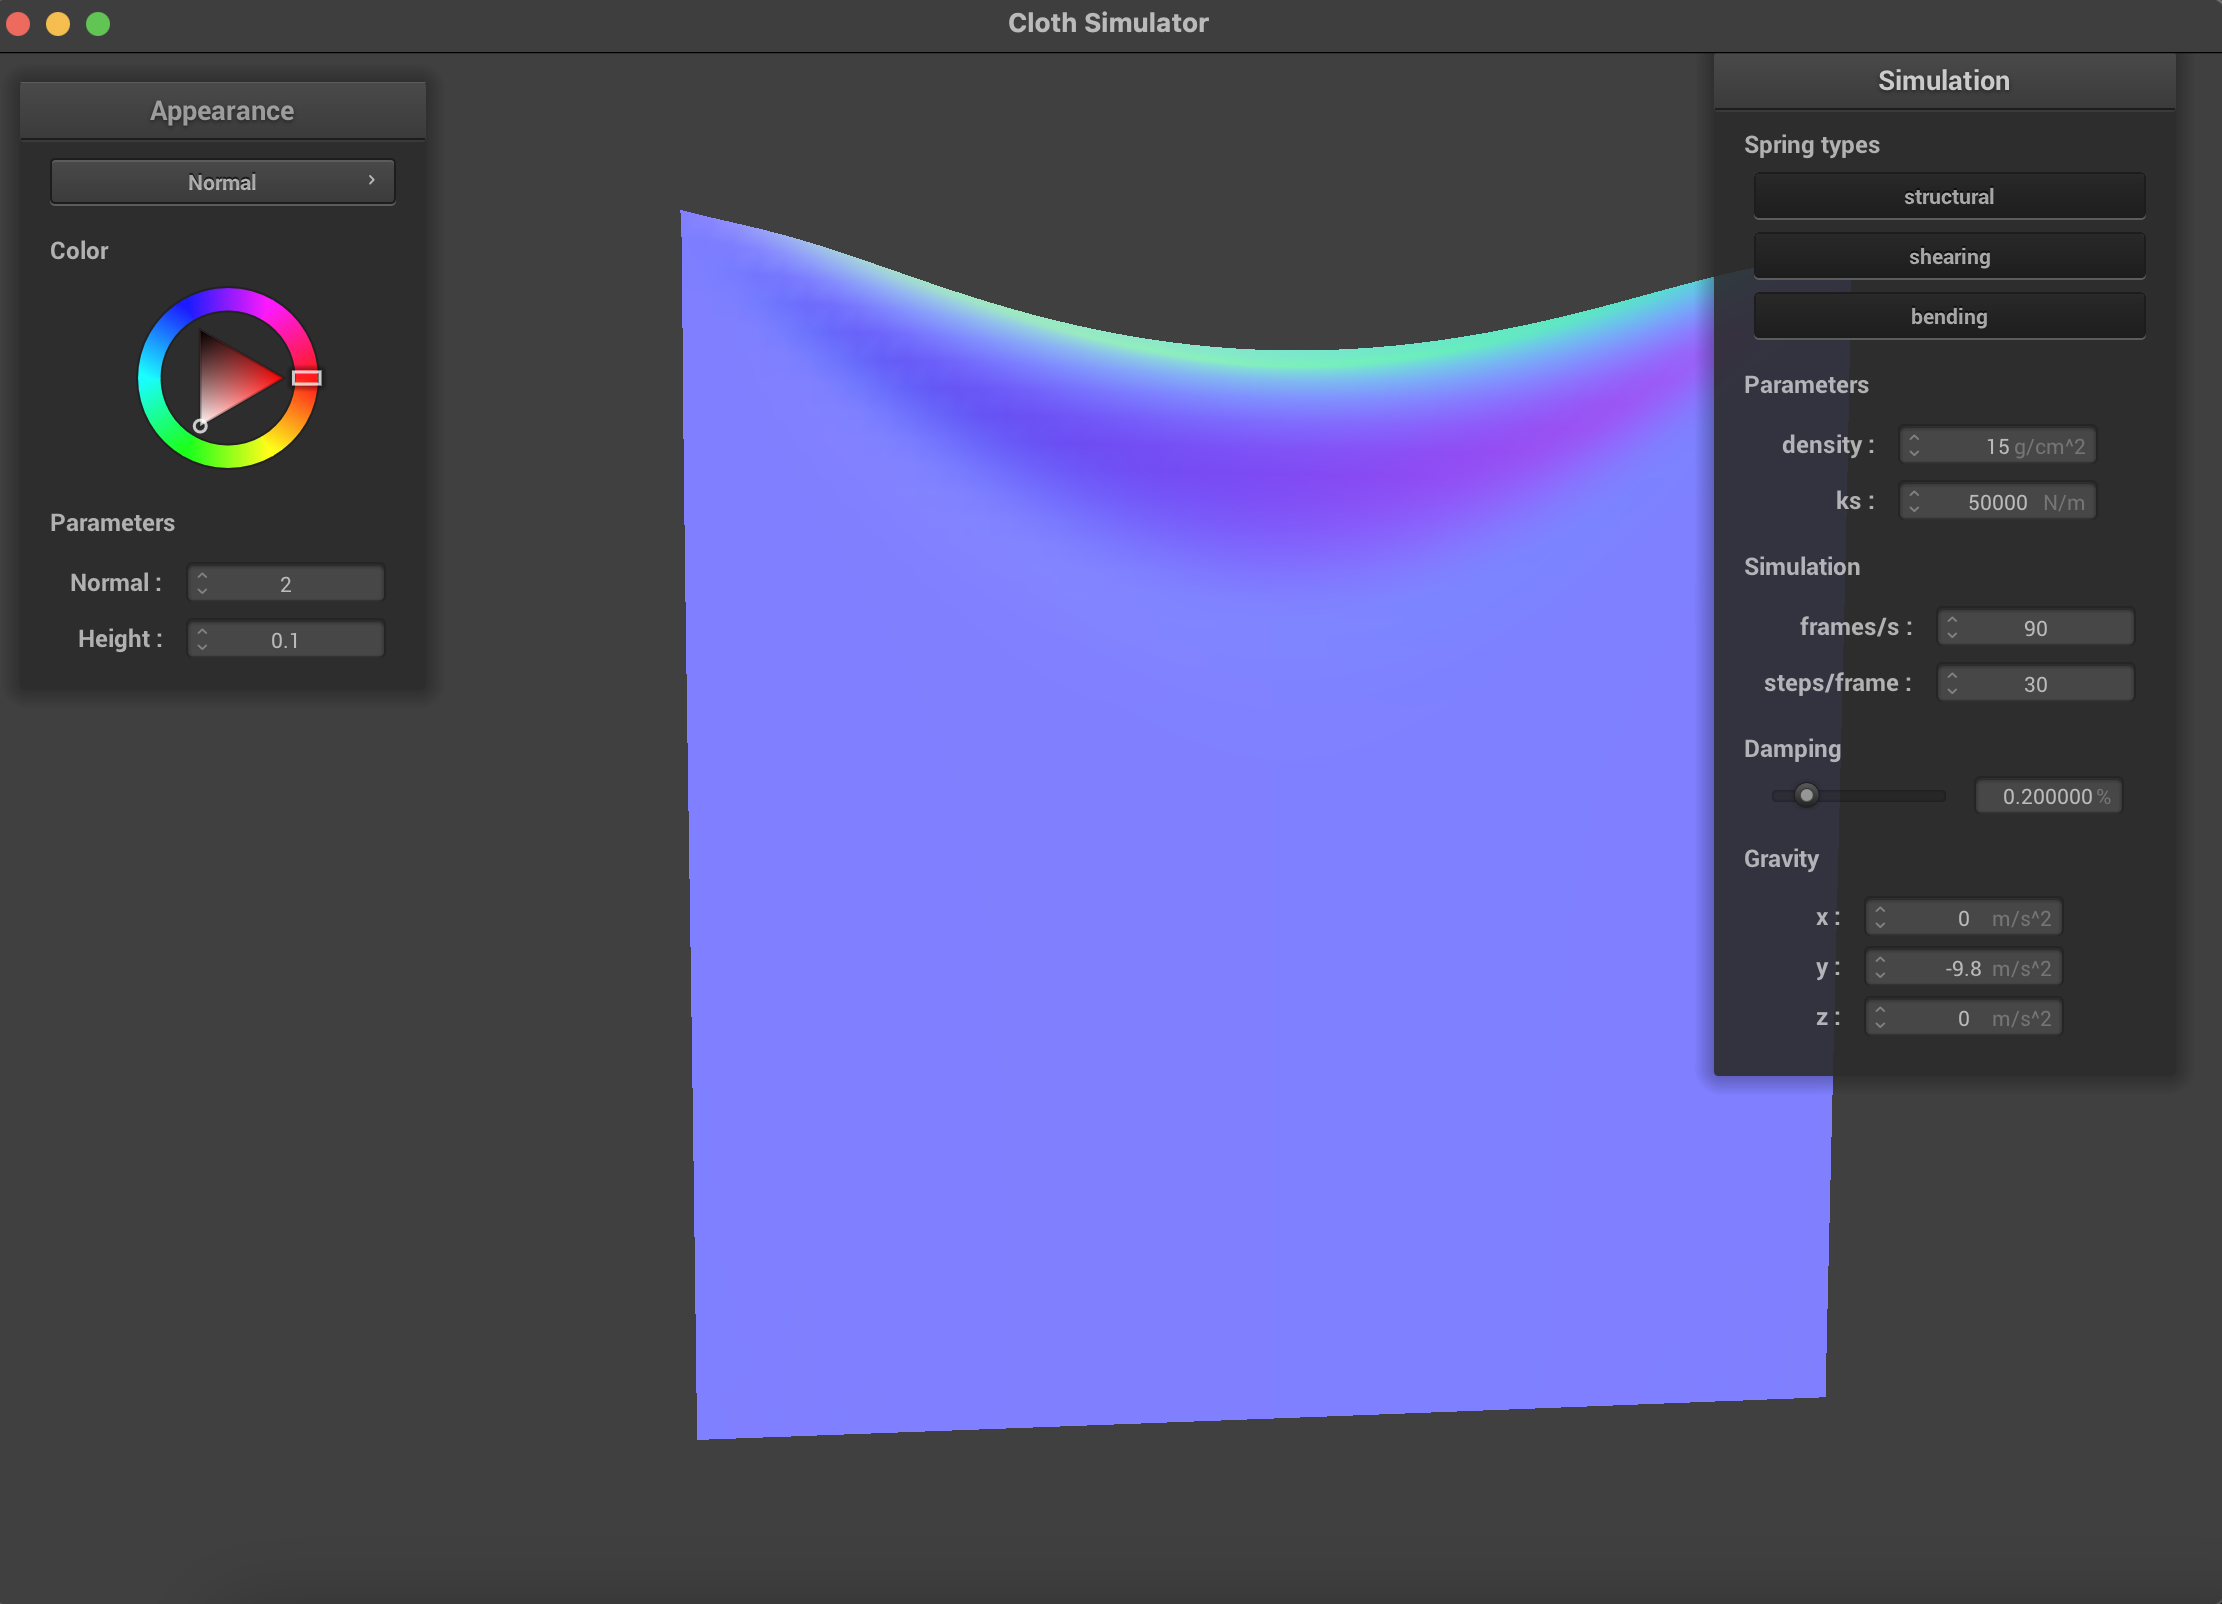 Cloth Simulator
Appearance
Normal
Color
Parameters
Normal : 2
Height : 0.1
Simulation
Spring types
structural
shearing
bending
Parameters
density : 15 g/cm^2
ks : 50000 N/m
Simulation
frames/s : 90
steps/frame : 30
Damping
0.200000 %
Gravity
x : 0 m/s^2
y : -9.8 m/s^2
z : 0 m/s^2